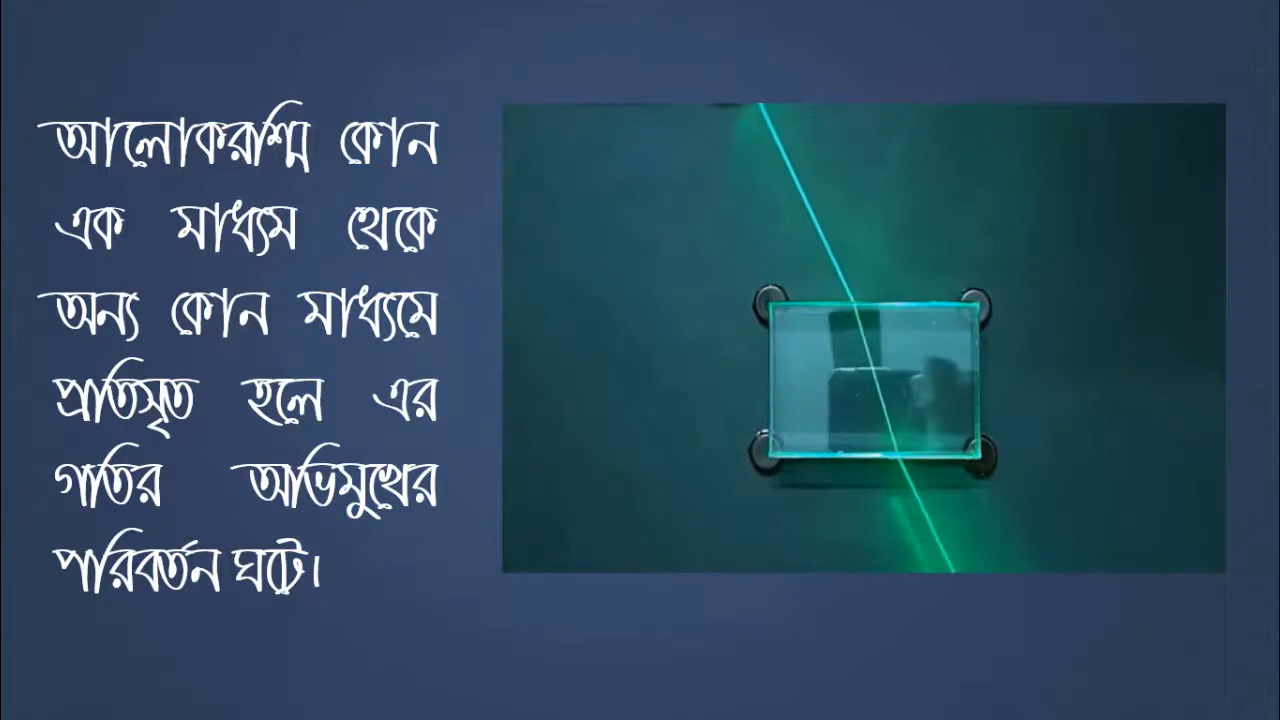 আলোকরশ্মি কোন
এক মাধ্যম থেকে
অন্য কোন মাধ্যমে
প্রতিসৃত হলে এর
গতির অভিমুখের
পরিবর্তন ঘটে।